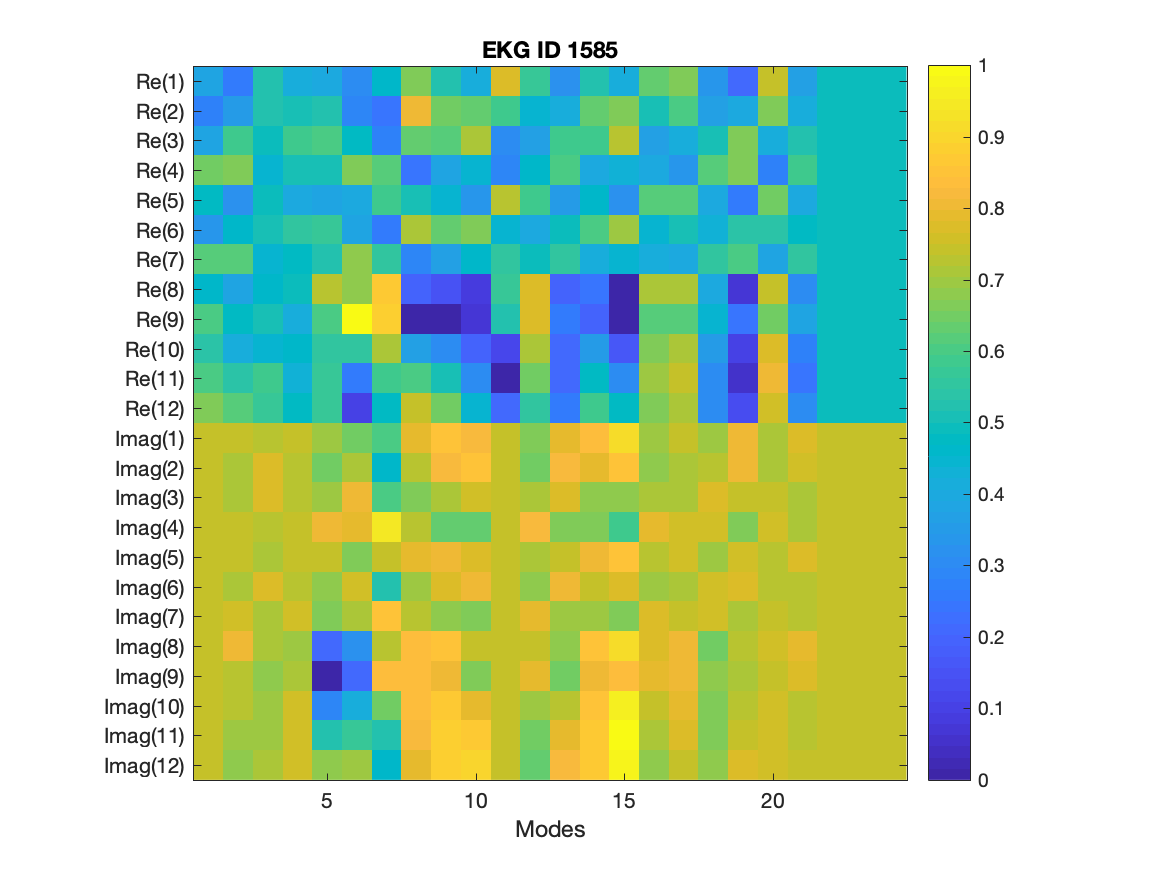 EKG ID 1585
Re(1)
Re(2)
Re(3)
Re(4)
Re(5)
Re(6)
Re(7)
Re(8)
Re(9)
Re(10)
Re(11)
Re(12)
Imag(1)
Imag(2)
Imag(3)
Imag(4)
Imag(5)
Imag(6)
Imag(7)
Imag(8)
Imag(9)
Imag(10)
Imag(11)
Imag(12)
5 10 15 20
Modes
1
0.9
0.8
0.7
0.6
0.5
0.4
0.3
0.2
0.1
0